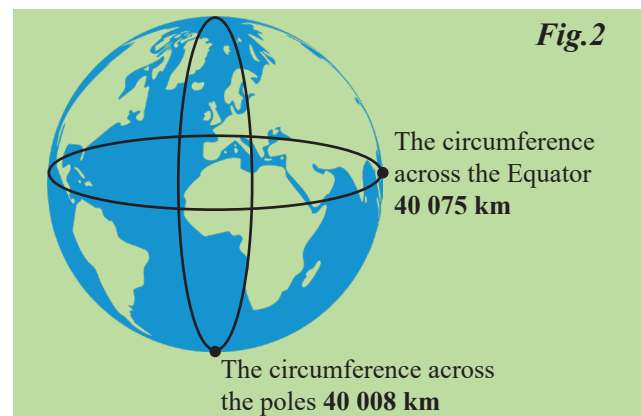 Fig.2
The circumference
across the Equator
40 075 km
The circumference across
the poles 40 008 km